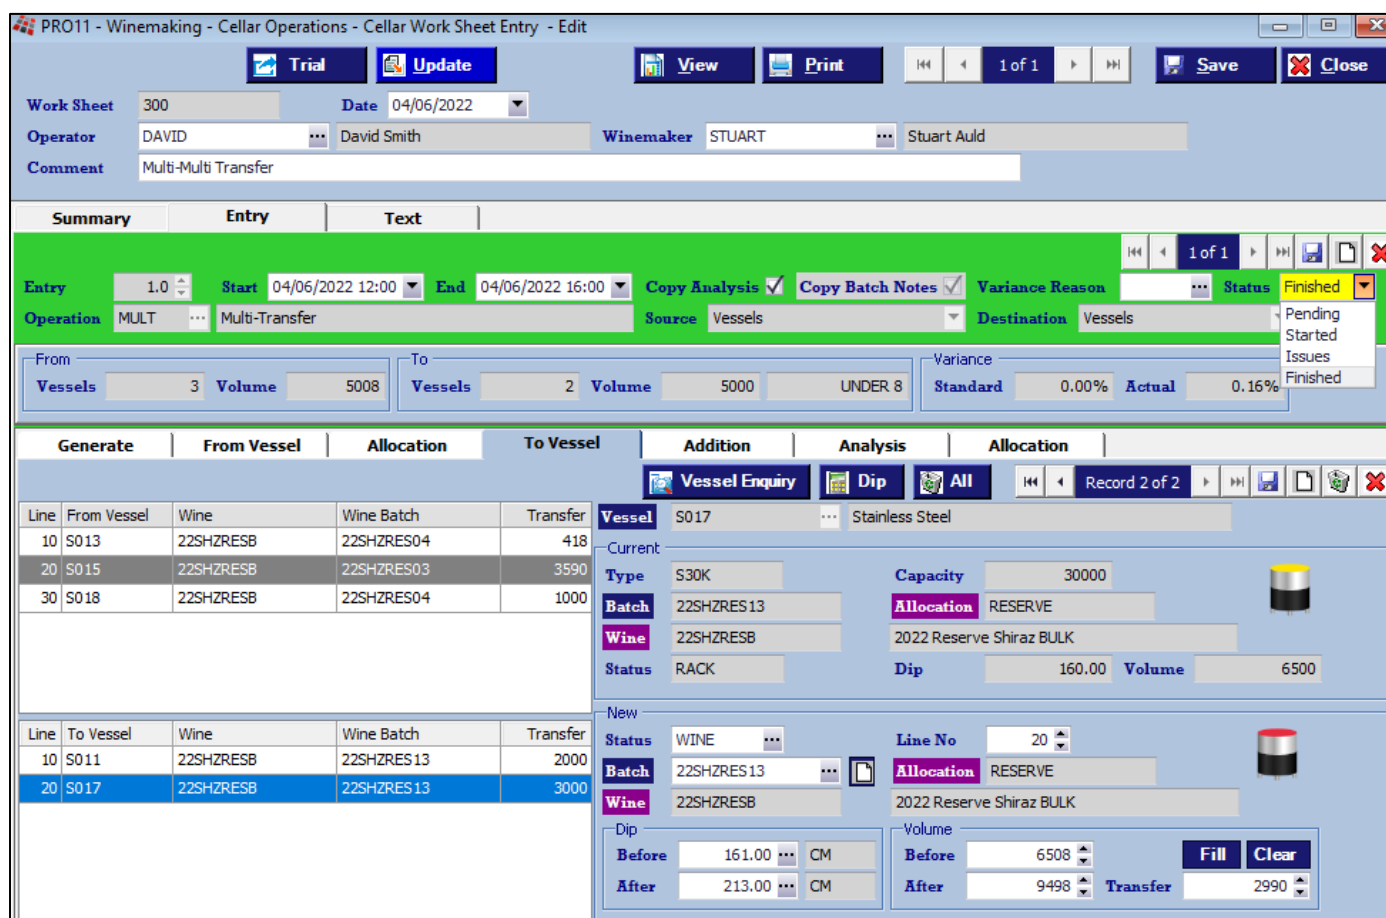 PRO11 - Winemaking - Cellar Operations - Cellar Work Sheet Entry - Edit
Trial Update View Print 1 of 1 Save Close
Work Sheet 300 Date 04/06/2022
Operator DAVID ... David Smith Winemaker STUART ... Stuart Auld
Comment Multi-Multi Transfer
Summary Entry Text
1 of 1
Entry 1.0 Start 04/06/2022 12:00 End 04/06/2022 16:00 Copy Analysis Copy Batch Notes Variance Reason ... Status Finished
Operation MULT ... Multi-Transfer Source Vessels Destination Vessels
Pending
Started
Issues
Finished
From To Variance
Vessels 3 Volume 5008 Vessels 2 Volume 5000 UNDER 8 Standard 0.00% Actual 0.16%
Generate From Vessel Allocation To Vessel Addition Analysis Allocation
Vessel Enquiry Dip All Record 2 of 2
Line From Vessel Wine Wine Batch Transfer
10 S013 22SHZRESB 22SHZRES04 418
20 S015 22SHZRESB 22SHZRES03 3590
30 S018 22SHZRESB 22SHZRES04 1000
Line To Vessel Wine Wine Batch Transfer
10 S011 22SHZRESB 22SHZRES13 2000
20 S017 22SHZRESB 22SHZRES13 3000
Vessel S017 ... Stainless Steel
Current
Type S30K Capacity 30000
Batch 22SHZRES13 Allocation RESERVE
Wine 22SHZRESB 2022 Reserve Shiraz BULK
Status RACK Dip 160.00 Volume 6500
New
Status WINE ... Line No 20
Batch 22SHZRES13 ... Allocation RESERVE
Wine 22SHZRESB 2022 Reserve Shiraz BULK
Dip Volume
Before 161.00 ... CM Before 6508 Fill Clear
After 213.00 ... CM After 9498 Transfer 2990